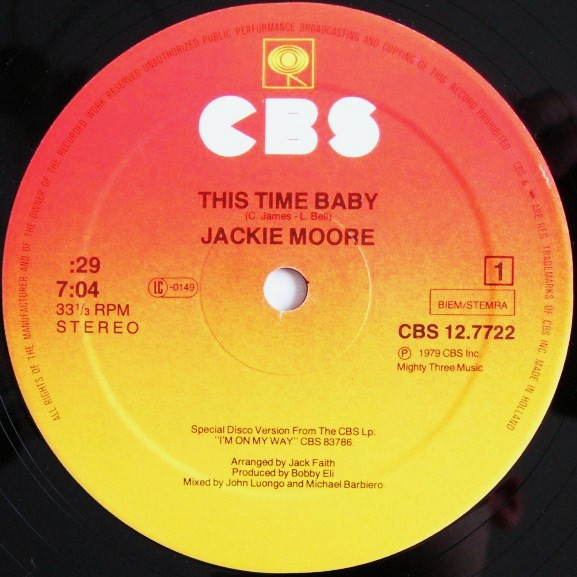 ALL RIGHTS OF THE MANUFACTURER AND OF THE OWNER OF THE RECORDED WORK RESERVED UNAUTHORIZED PUBLIC PERFORMANCE BROADCASTING AND COPYING OF THIS RECORD PROHIBITED
CBS & ARE REG. TRADEMARKS OF CBS INC. MADE IN HOLLAND
CBS
THIS TIME BABY
(C. James - L. Bell)
JACKIE MOORE
:29
7:04
33 1/3 RPM
STEREO
LC -0149
1
BIEM/STEMRA
CBS 12.7722
℗ 1979 CBS Inc.
Mighty Three Music
Special Disco Version From The CBS Lp:
"I'M ON MY WAY" CBS 83786
Arranged by Jack Faith
Produced by Bobby Eli
Mixed by John Luongo and Michael Barbiero